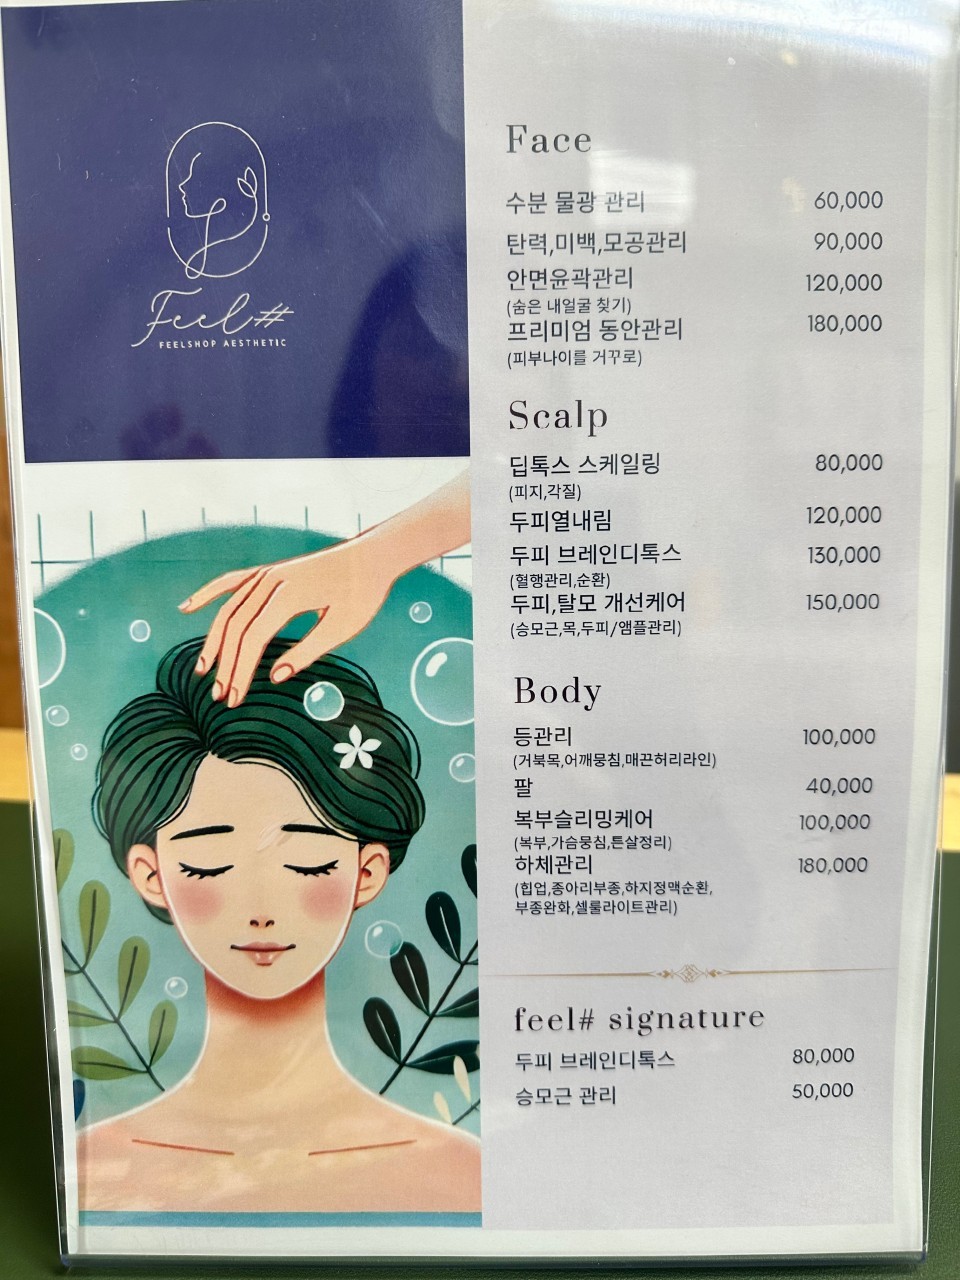 Feel#
FEELSHOP AESTHETIC
Face
수분 물광 관리 60,000
탄력,미백,모공관리 90,000
안면윤곽관리 120,000
(숨은 내얼굴 찾기)
프리미엄 동안관리 180,000
(피부나이를 거꾸로)
Scalp
딥톡스 스케일링 80,000
(피지,각질)
두피열내림 120,000
두피 브레인디톡스 130,000
(혈행관리,순환)
두피,탈모 개선케어 150,000
(승모근,목,두피/앰플관리)
Body
등관리 100,000
(거북목,어깨뭉침,매끈허리라인)
팔 40,000
복부슬리밍케어 100,000
(복부,가슴뭉침,튼살정리)
하체관리 180,000
(힙업,종아리부종,하지정맥순환,
부종완화,셀룰라이트관리)
feel# signature
두피 브레인디톡스 80,000
승모근 관리 50,000